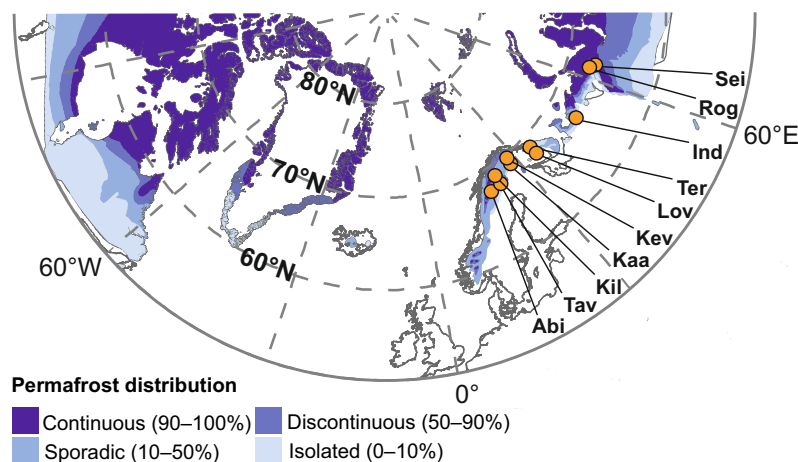 80°N
Sei
Rog
60°E
Ind
70°N
Ter
Lov
Kev
60°W
60°N
Kaa
Kil
Tav
Abi
0°
Permafrost distribution
Continuous (90–100%)
Discontinuous (50–90%)
Sporadic (10–50%)
Isolated (0–10%)